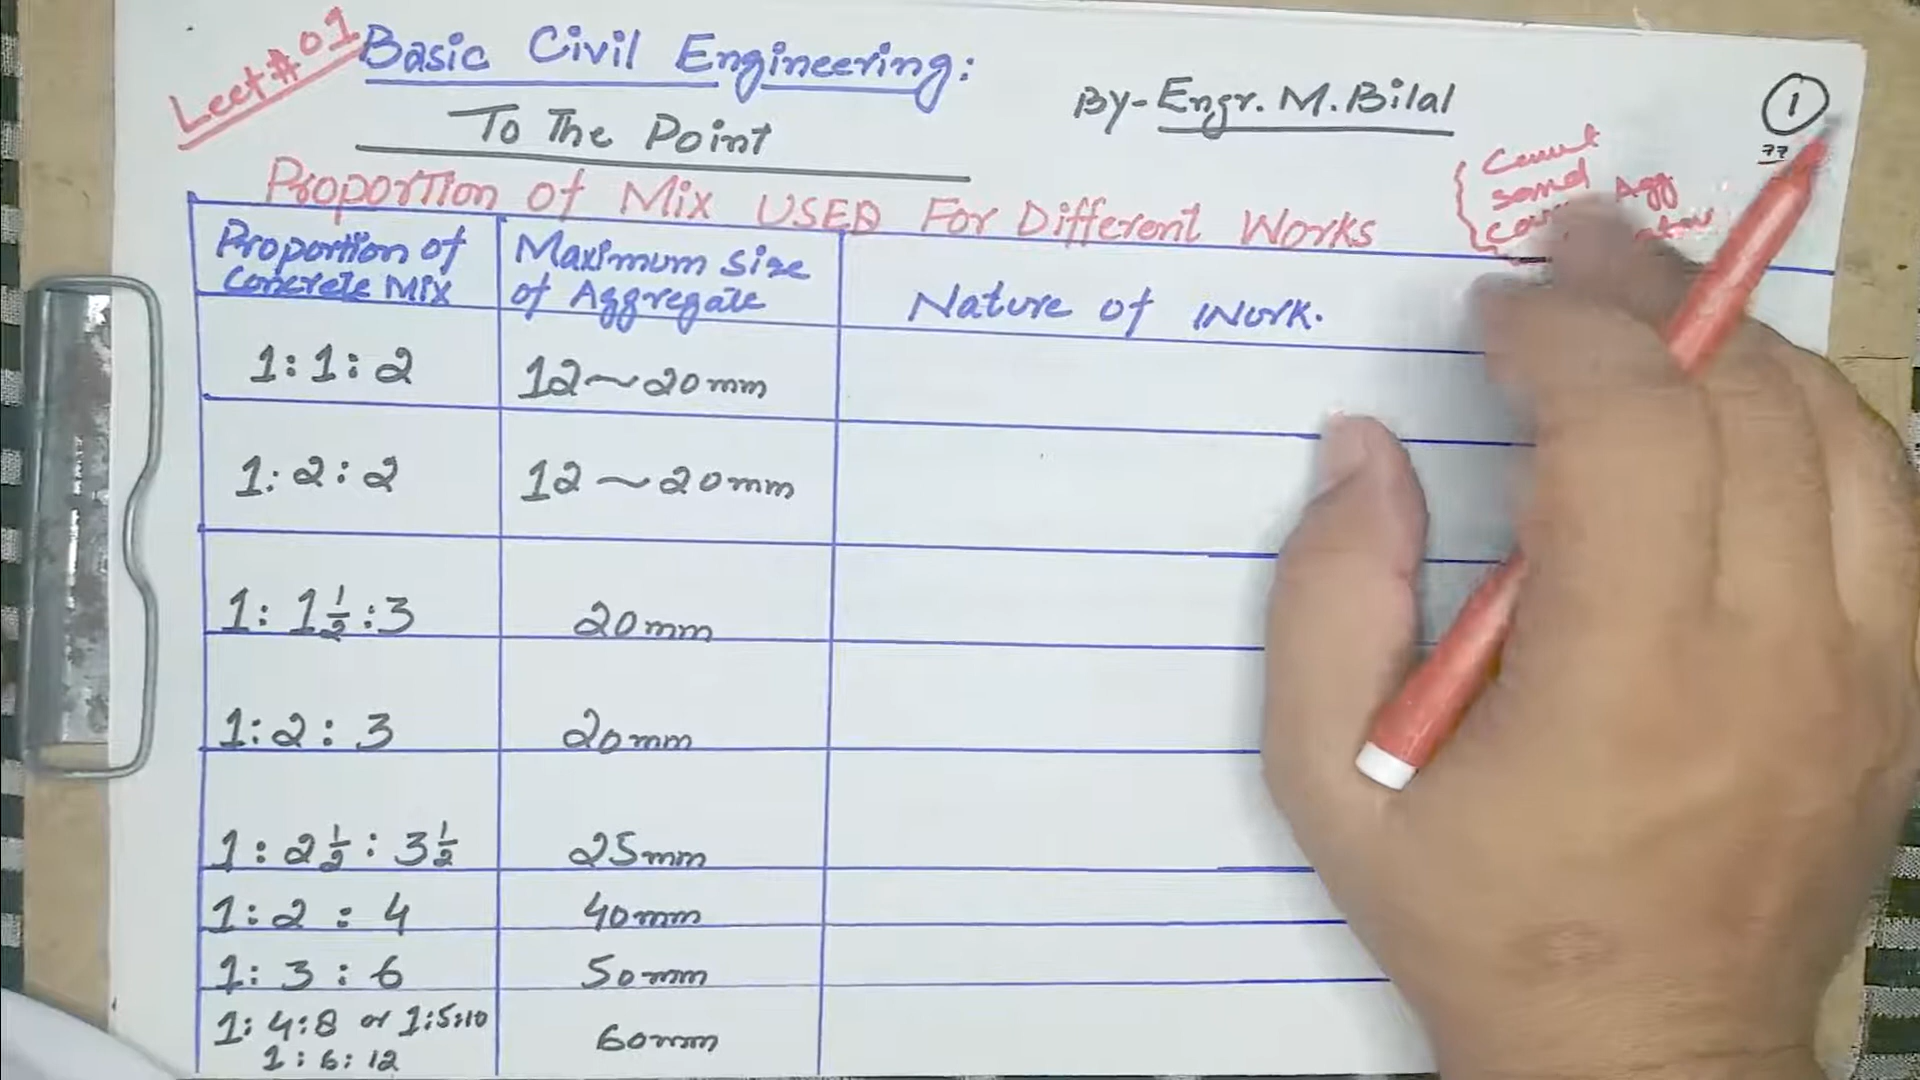 Lect#01
Basic Civil Engineering:
To The Point
By-Engr. M. Bilal
1
Proportion of Mix USED For Different Works
Cement
sand
Agg
Proportion of Concrete Mix
Maximum Size of Aggregate
Nature of Work.
1:1:2
12~20mm
1:2:2
12~20mm
1:1½:3
20mm
1:2:3
20mm
1:2½:3½
25mm
1:2:4
40mm
1:3:6
50mm
1:4:8 or 1:5:10
1:6:12
60mm